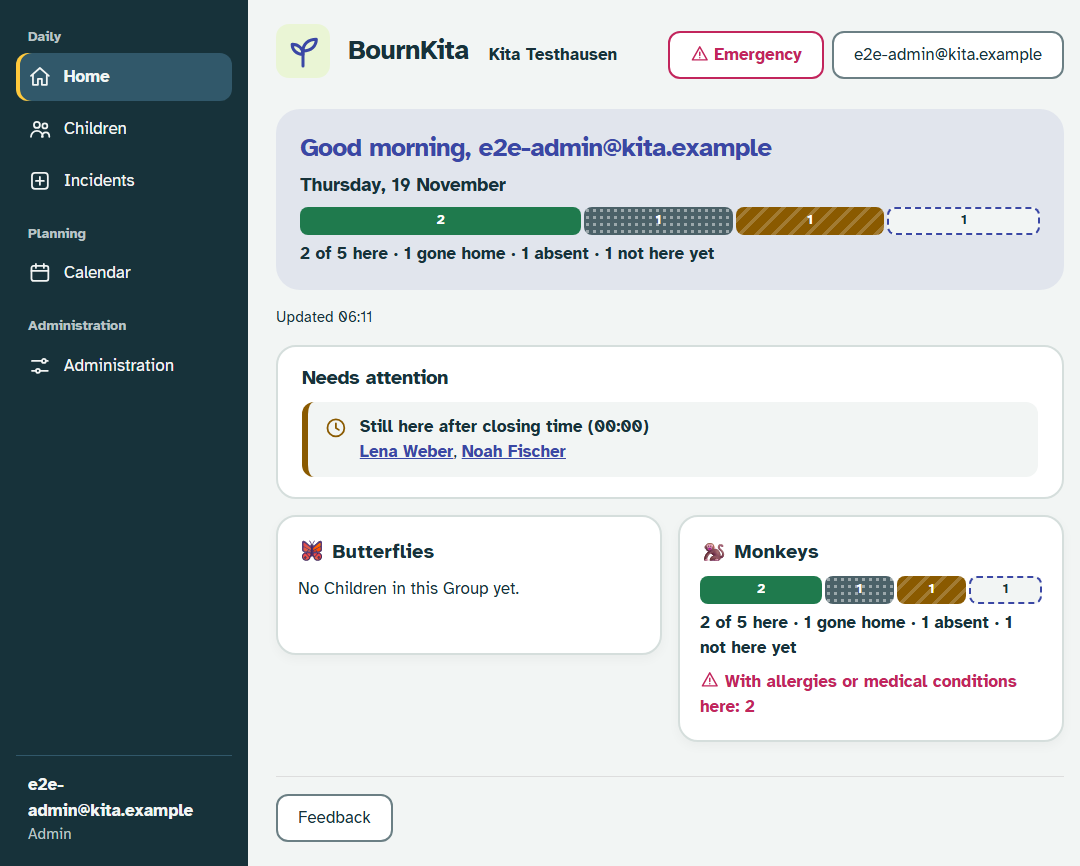 Daily
Home
Children
Incidents
Planning
Calendar
Administration
Administration
e2e-
admin@kita.example
Admin
BournKita
Kita Testhausen
Emergency
e2e-admin@kita.example
Good morning, e2e-admin@kita.example
Thursday, 19 November
2 1 1 1
2 of 5 here · 1 gone home · 1 absent · 1 not here yet
Updated 06:11
Needs attention
Still here after closing time (00:00)
Lena Weber, Noah Fischer
Butterflies
No Children in this Group yet.
Monkeys
2 1 1 1
2 of 5 here · 1 gone home · 1 absent · 1
not here yet
With allergies or medical conditions
here: 2
Feedback